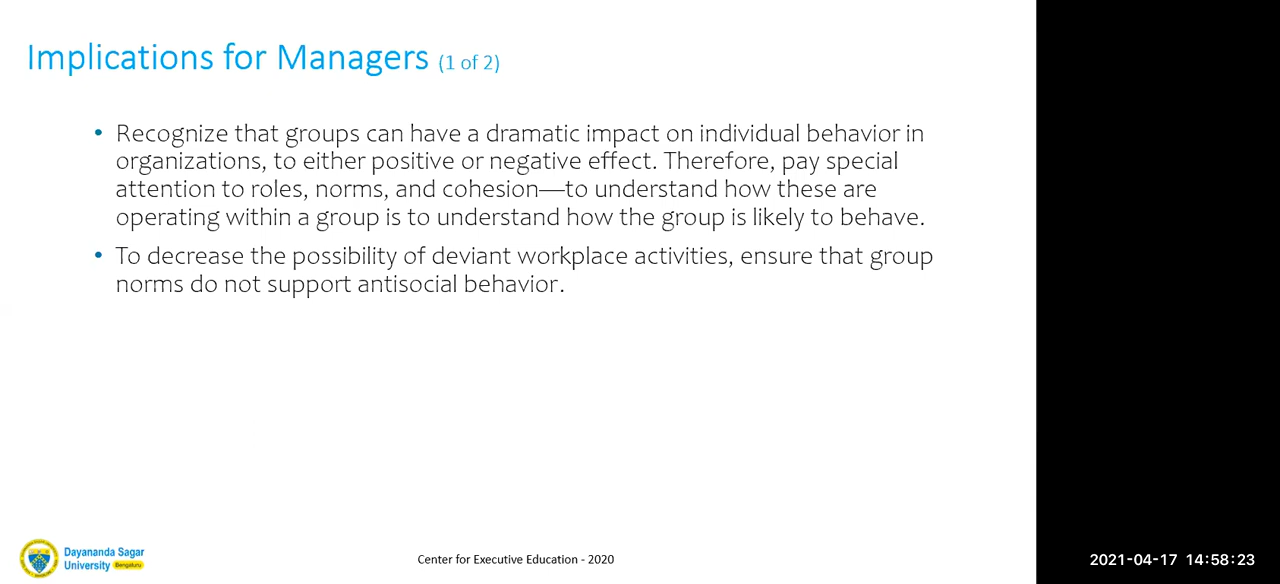 Implications for Managers (1 of 2)
• Recognize that groups can have a dramatic impact on individual behavior in
organizations, to either positive or negative effect. Therefore, pay special
attention to roles, norms, and cohesion—to understand how these are
operating within a group is to understand how the group is likely to behave.
• To decrease the possibility of deviant workplace activities, ensure that group
norms do not support antisocial behavior.
Dayananda Sagar
University Bengaluru
Center for Executive Education - 2020
2021-04-17 14:58:23